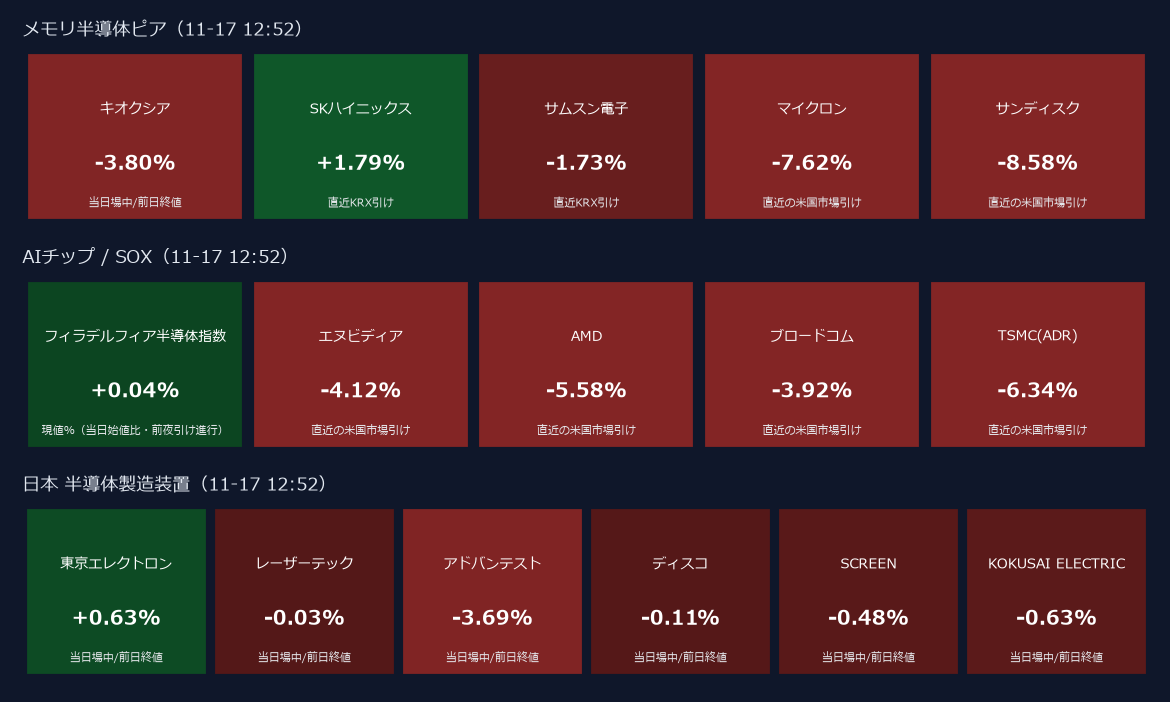 メモリ半導体ピア（11-17 12:52）
キオクシア
-3.80%
当日場中/前日終値
SKハイニックス
+1.79%
直近KRX引け
サムスン電子
-1.73%
直近KRX引け
マイクロン
-7.62%
直近の米国市場引け
サンディスク
-8.58%
直近の米国市場引け
AIチップ / SOX（11-17 12:52）
フィラデルフィア半導体指数
+0.04%
現値%（当日始値比・前夜引け進行）
エヌビディア
-4.12%
直近の米国市場引け
AMD
-5.58%
直近の米国市場引け
ブロードコム
-3.92%
直近の米国市場引け
TSMC(ADR)
-6.34%
直近の米国市場引け
日本 半導体製造装置（11-17 12:52）
東京エレクトロン
+0.63%
当日場中/前日終値
レーザーテック
-0.03%
当日場中/前日終値
アドバンテスト
-3.69%
当日場中/前日終値
ディスコ
-0.11%
当日場中/前日終値
SCREEN
-0.48%
当日場中/前日終値
KOKUSAI ELECTRIC
-0.63%
当日場中/前日終値